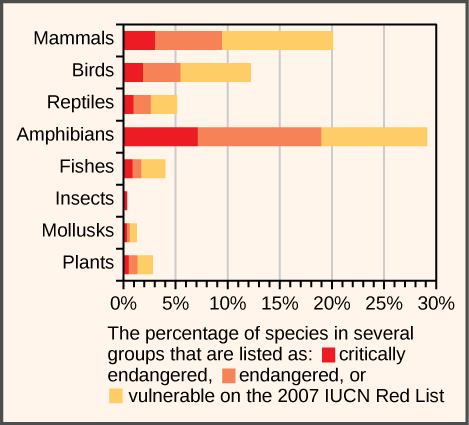 Mammals
Birds
Reptiles
Amphibians
Fishes
Insects
Mollusks
Plants
0% 5% 10% 15% 20% 25% 30%
The percentage of species in several
groups that are listed as: critically
endangered, endangered, or
vulnerable on the 2007 IUCN Red List